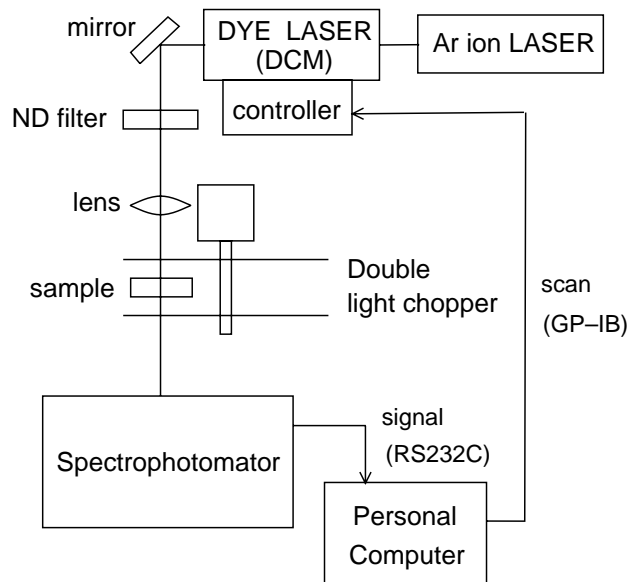 mirror
DYE LASER
(DCM)
Ar ion LASER
controller
ND filter
lens
sample
Double
light chopper
scan
(GP–IB)
Spectrophotomator
signal
(RS232C)
Personal
Computer